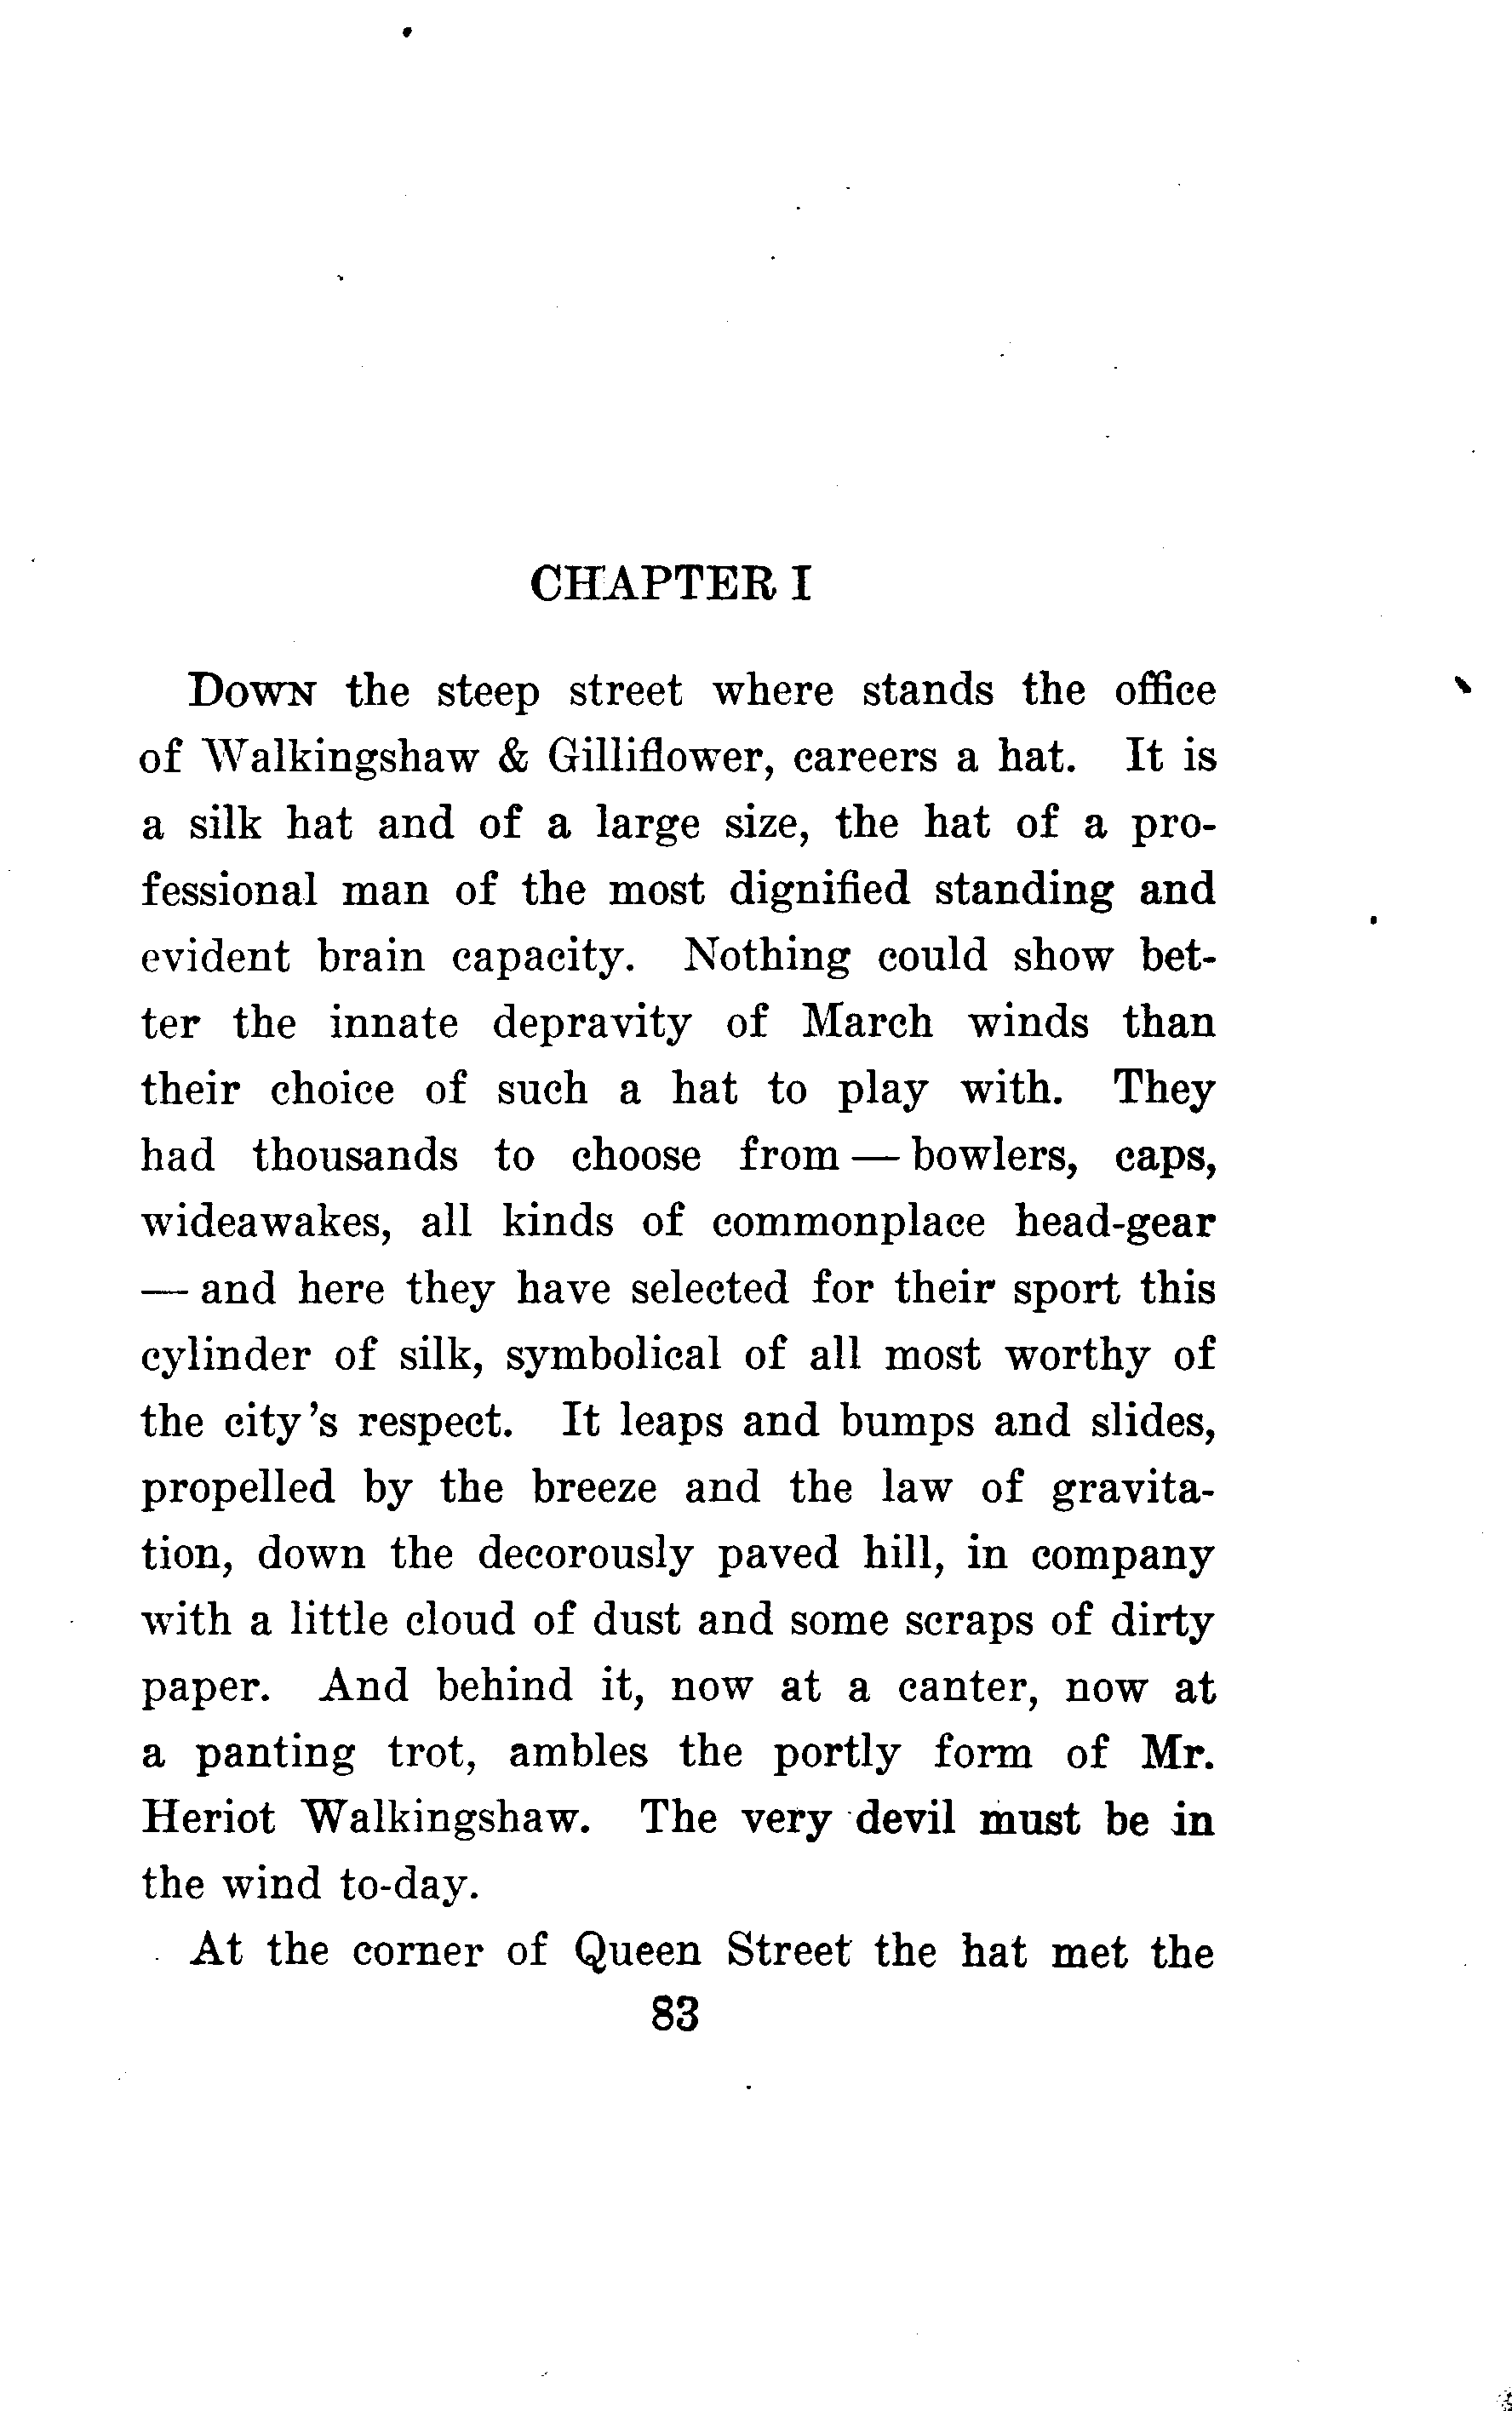 CHAPTER I
Down the steep street where stands the office
of Walkingshaw & Gilliflower, careers a hat. It is
a silk hat and of a large size, the hat of a pro-
fessional man of the most dignified standing and
evident brain capacity. Nothing could show bet-
ter the innate depravity of March winds than
their choice of such a hat to play with. They
had thousands to choose from — bowlers, caps,
wideawakes, all kinds of commonplace head-gear
— and here they have selected for their sport this
cylinder of silk, symbolical of all most worthy of
the city's respect. It leaps and bumps and slides,
propelled by the breeze and the law of gravita-
tion, down the decorously paved hill, in company
with a little cloud of dust and some scraps of dirty
paper. And behind it, now at a canter, now at
a panting trot, ambles the portly form of Mr.
Heriot Walkingshaw. The very devil must be in
the wind to-day.
At the corner of Queen Street the hat met the
83